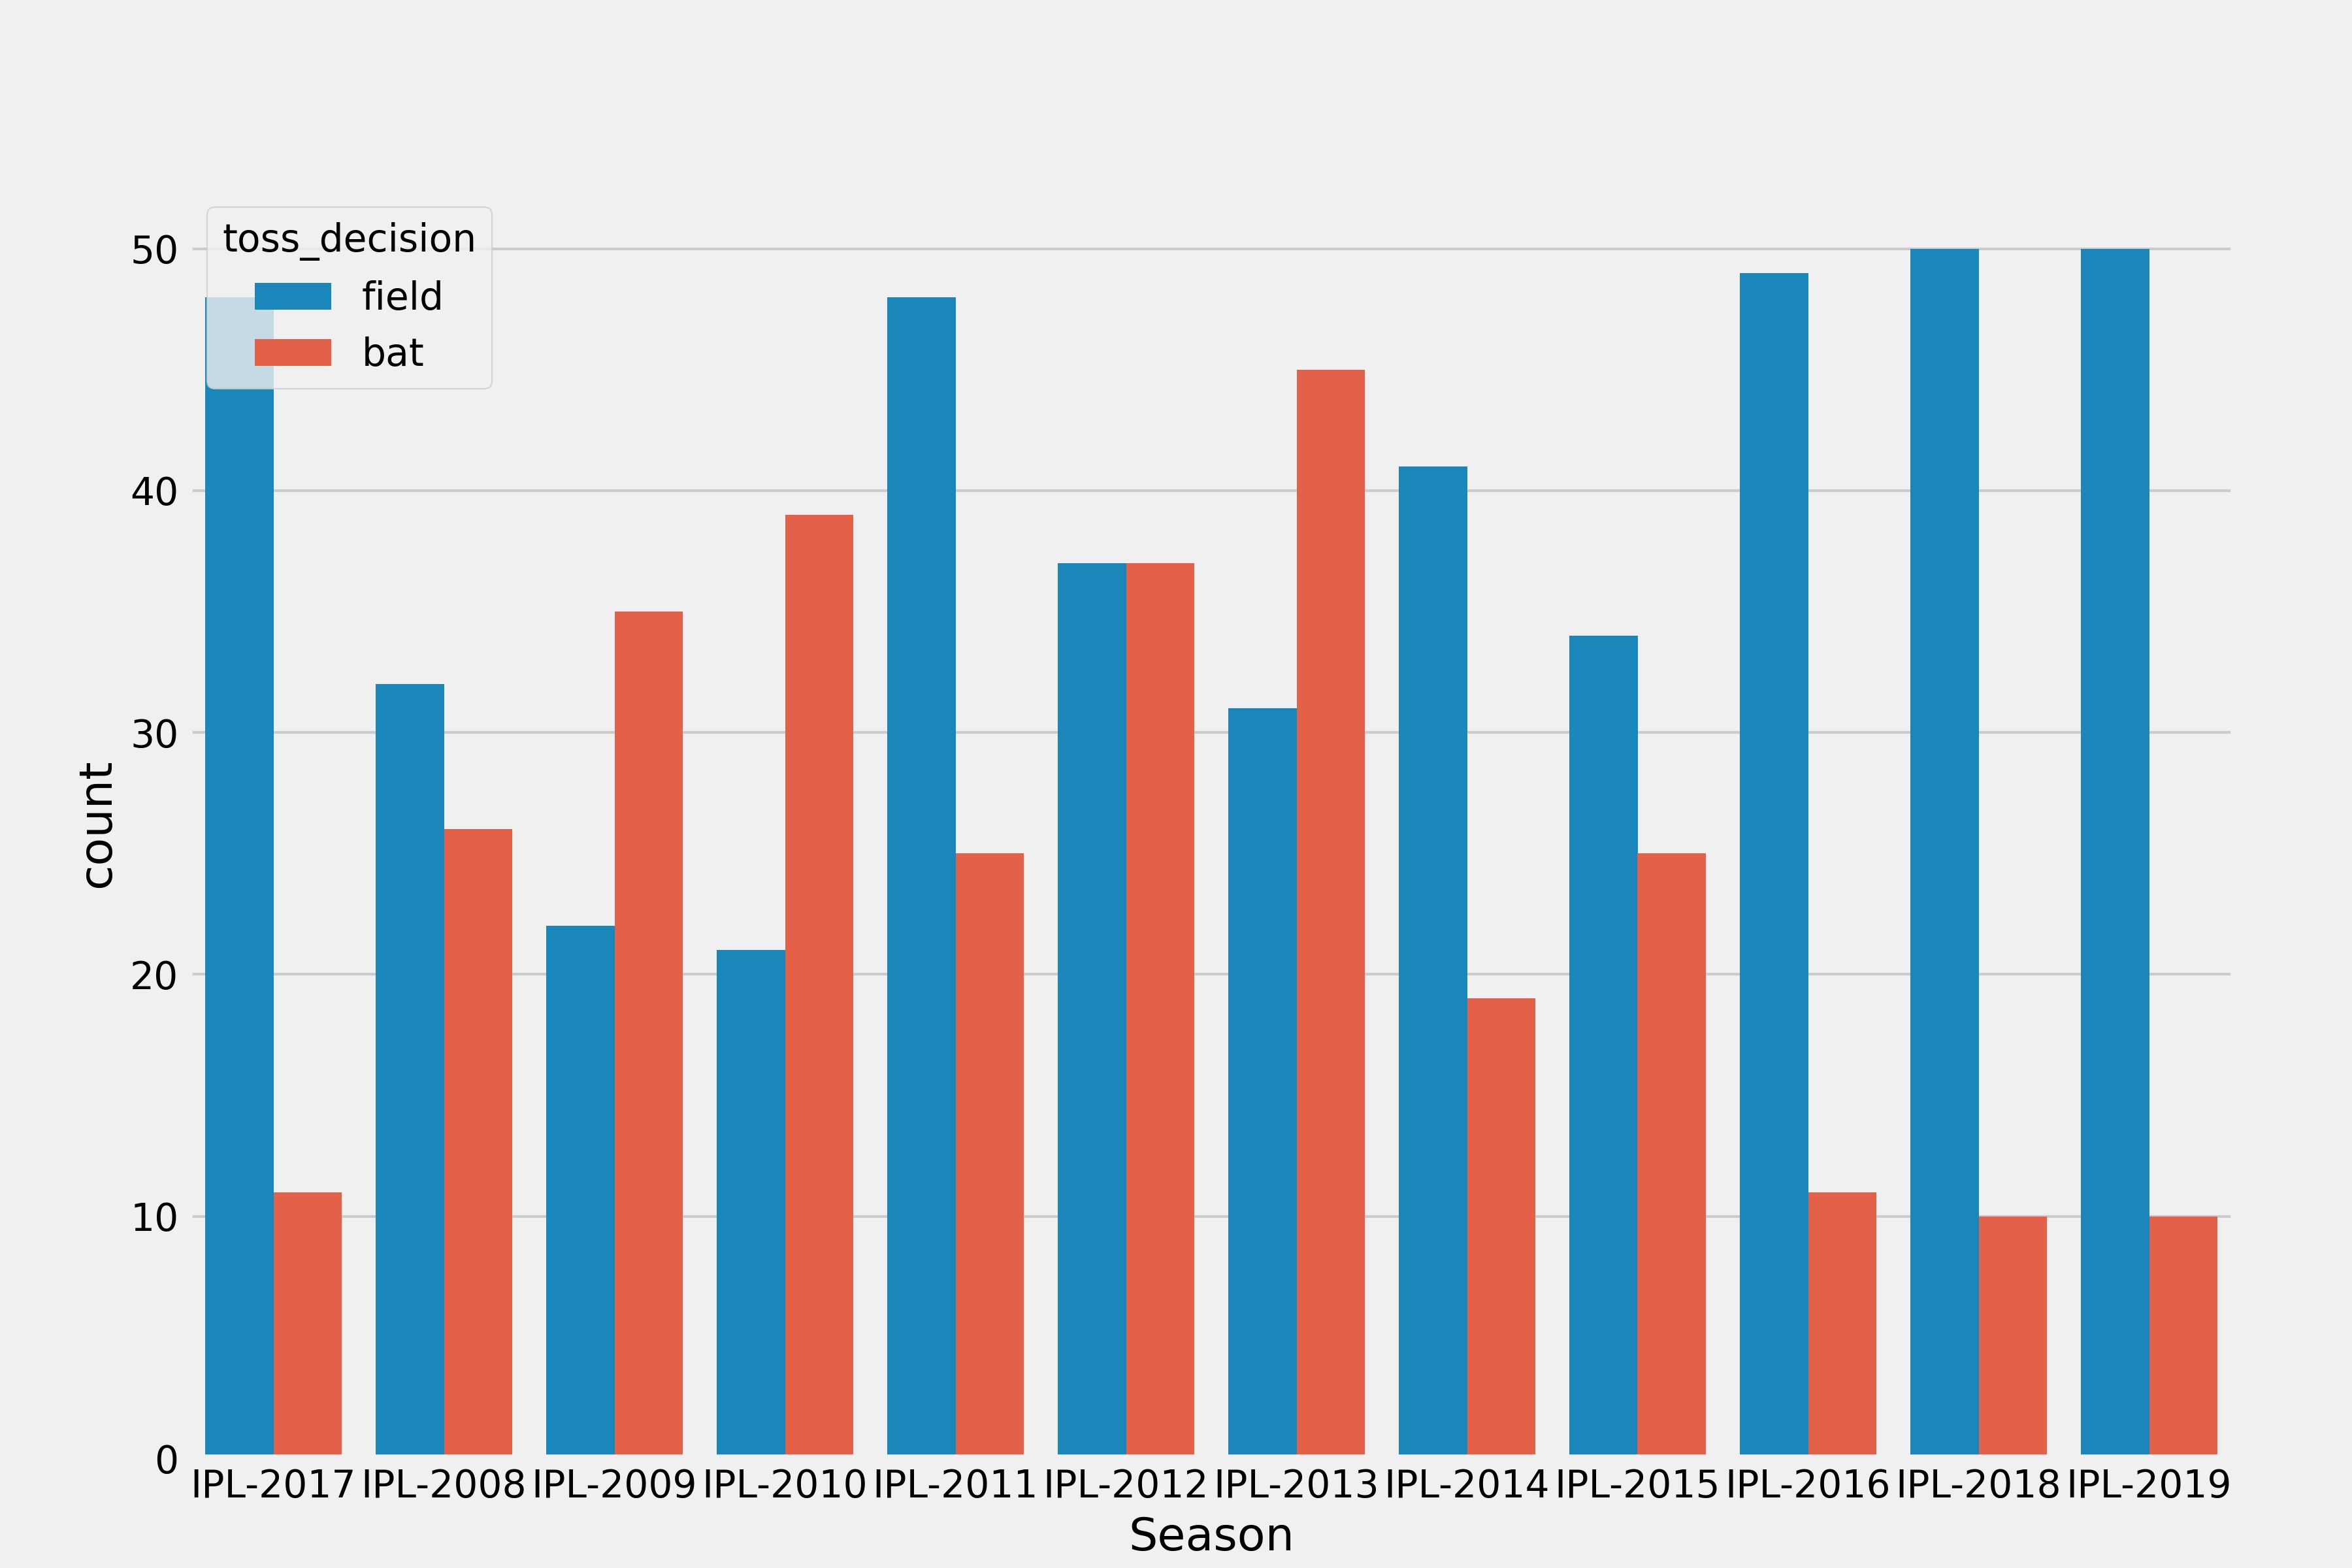 toss_decision
field
bat
50
40
30
20
10
0
count
IPL-2017 IPL-2008 IPL-2009 IPL-2010 IPL-2011 IPL-2012 IPL-2013 IPL-2014 IPL-2015 IPL-2016 IPL-2018 IPL-2019
Season